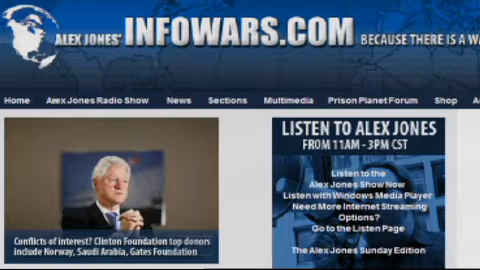 ALEX JONES' INFOWARS.COM BECAUSE THERE IS A WA
Home Alex Jones Radio Show News Sections Multimedia Prison Planet Forum Shop A
LISTEN TO ALEX JONES
FROM 11AM - 3PM CST
Listen to the
Alex Jones Show Now
Listen with Windows Media Player
Need More Internet Streaming
Options?
Go to the Listen Page
The Alex Jones Sunday Edition
Conflicts of interest? Clinton Foundation top donors
include Norway, Saudi Arabia, Gates Foundation